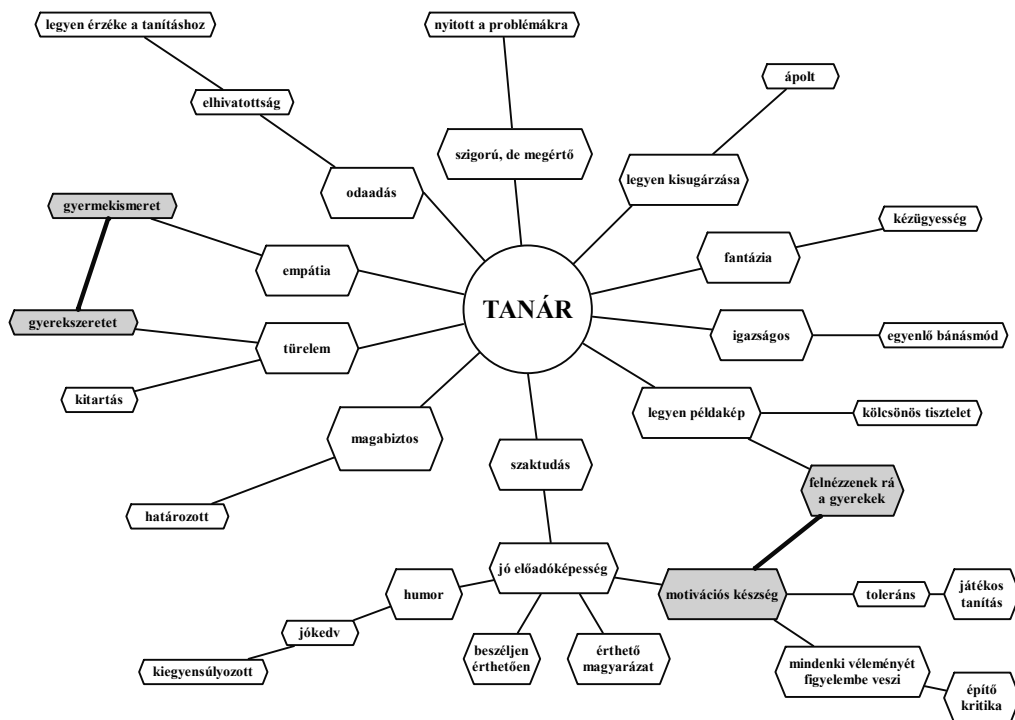 legyen érzéke a tanításhoz
nyitott a problémákra
ápolt
elhivatottság
szigorú, de megértő
legyen kisugárzása
odaadás
gyermekismeret
kézügyesség
fantázia
empátia
TANÁR
gyerekszeretet
türelem
igazságos
egyenlő bánásmód
kitartás
legyen példakép
kölcsönös tisztelet
magabiztos
szaktudás
felnézzenek rá
a gyerekek
határozott
jó előadóképesség
humor
motivációs készség
toleráns
játékos
tanítás
jókedv
beszéljen
érthetően
érthető
magyarázat
mindenki véleményét
figyelembe veszi
kiegyensúlyozott
építő
kritika